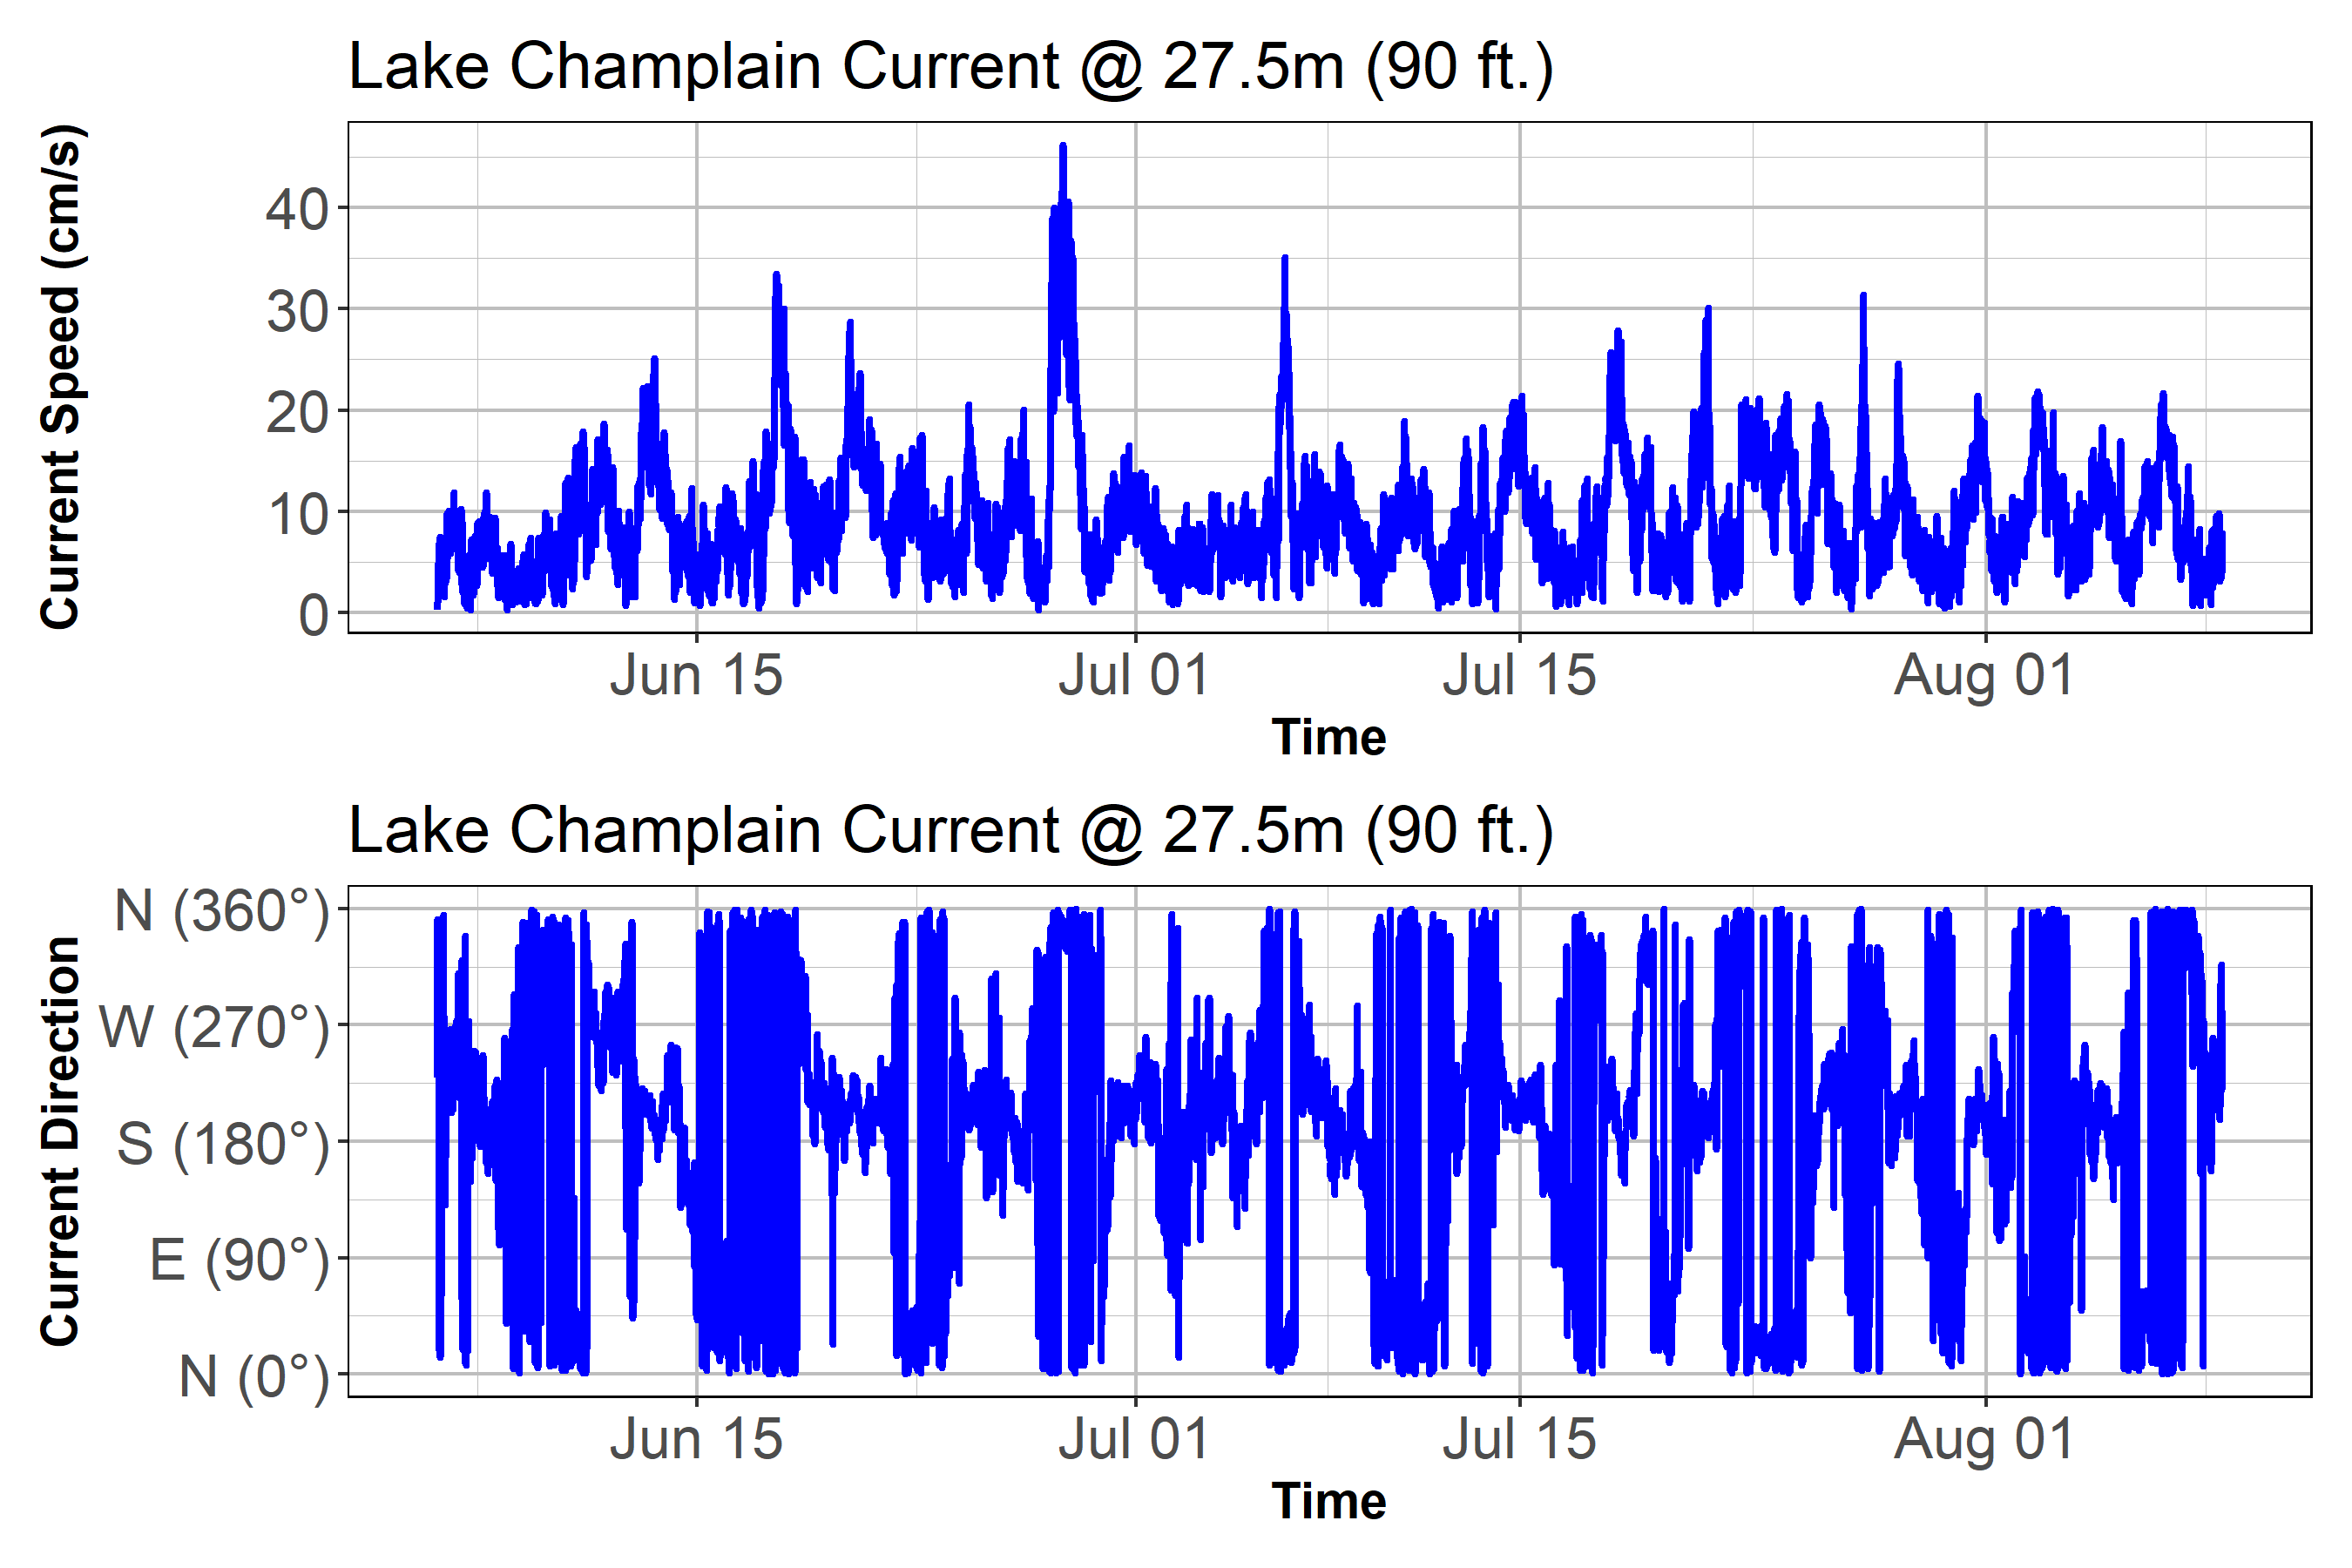 Lake Champlain Current @ 27.5m (90 ft.)
Current Speed (cm/s)
40
30
20
10
0
Jun 15 Jul 01 Jul 15 Aug 01
Time
Lake Champlain Current @ 27.5m (90 ft.)
Current Direction
N (360°)
W (270°)
S (180°)
E (90°)
N (0°)
Jun 15 Jul 01 Jul 15 Aug 01
Time